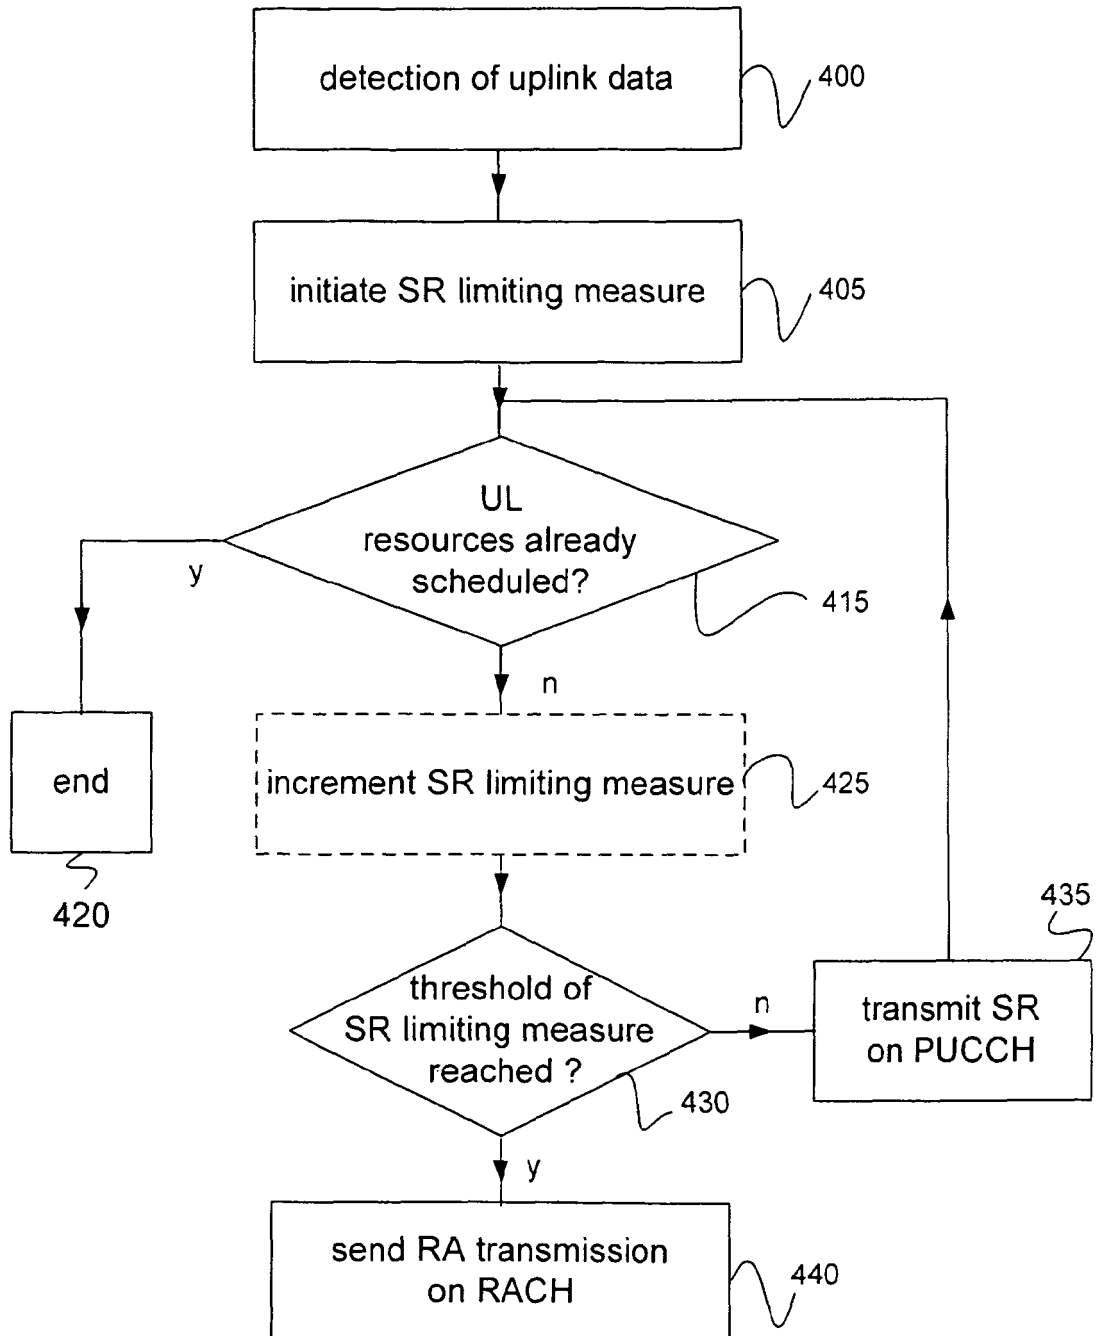 detection of uplink data
400
initiate SR limiting measure
405
UL
resources already
scheduled?
415
y
n
end
420
increment SR limiting measure
425
threshold of
SR limiting measure
reached ?
430
n
435
transmit SR
on PUCCH
y
send RA transmission
on RACH
440